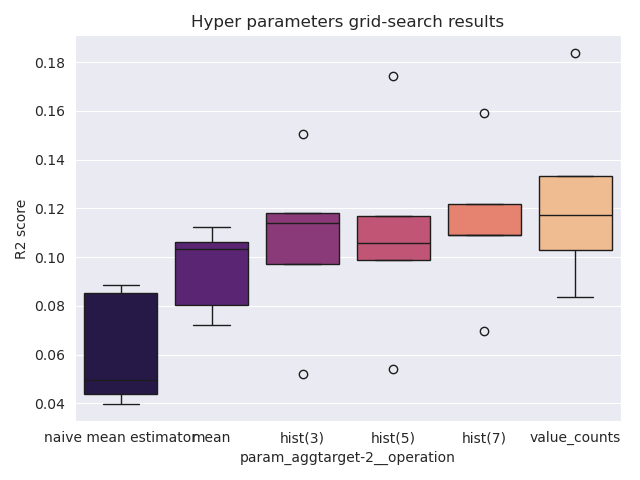 Hyper parameters grid-search results
R2 score
0.18
0.16
0.14
0.12
0.10
0.08
0.06
0.04
naive mean estimator mean hist(3) hist(5) hist(7) value_counts
param_aggtarget-2__operation